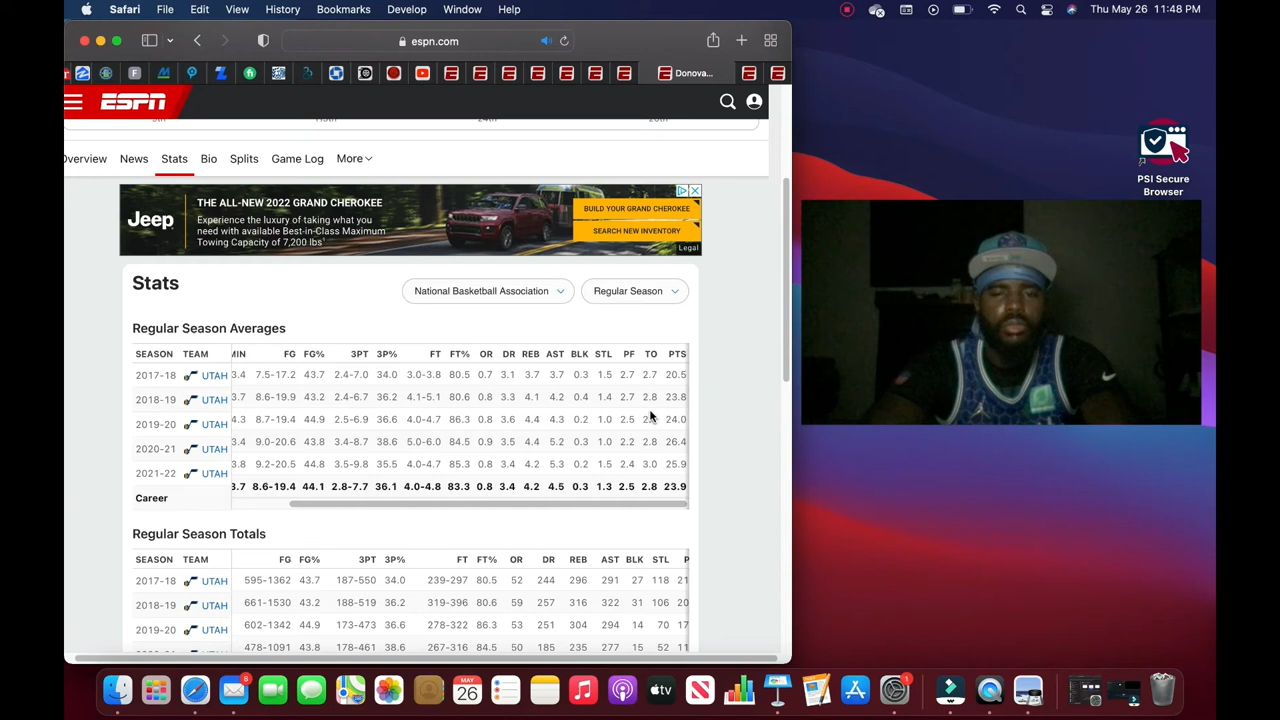 Safari File Edit View History Bookmarks Develop Window Help Thu May 26 11:48 PM
espn.com
Donova...
ESPN
Overview News Stats Bio Splits Game Log More
THE ALL-NEW 2022 GRAND CHEROKEE
Jeep
Experience the luxury of taking what you
need with available Best-in-Class Maximum
Towing Capacity of 7,200 lbs
BUILD YOUR GRAND CHEROKEE
SEARCH NEW INVENTORY
Legal
PSI Secure
Browser
Stats
National Basketball Association
Regular Season
Regular Season Averages
SEASON TEAM MIN FG FG% 3PT 3P% FT FT% OR DR REB AST BLK STL PF TO PTS
2017-18 UTAH 3.4 7.5-17.2 43.7 2.4-7.0 34.0 3.0-3.8 80.5 0.7 3.1 3.7 3.7 0.3 1.5 2.7 2.7 20.5
2018-19 UTAH 3.7 8.6-19.9 43.2 2.4-6.7 36.2 4.1-5.1 80.6 0.8 3.3 4.1 4.2 0.4 1.4 2.7 2.8 23.8
2019-20 UTAH 4.3 8.7-19.4 44.9 2.5-6.9 36.6 4.0-4.7 86.3 0.8 3.6 4.4 4.3 0.2 1.0 2.5 24.0
2020-21 UTAH 3.4 9.0-20.6 43.8 3.4-8.7 38.6 5.0-6.0 84.5 0.9 3.5 4.4 5.2 0.3 1.0 2.2 2.8 26.4
2021-22 UTAH 3.8 9.2-20.5 44.8 3.5-9.8 35.5 4.0-4.7 85.3 0.8 3.4 4.2 5.3 0.2 1.5 2.4 3.0 25.9
Career 3.7 8.6-19.4 44.1 2.8-7.7 36.1 4.0-4.8 83.3 0.8 3.4 4.2 4.5 0.3 1.3 2.5 2.8 23.9
Regular Season Totals
SEASON TEAM FG FG% 3PT 3P% FT FT% OR DR REB AST BLK STL P
2017-18 UTAH 595-1362 43.7 187-550 34.0 239-297 80.5 52 244 296 291 27 118 21
2018-19 UTAH 661-1530 43.2 188-519 36.2 319-396 80.6 59 257 316 322 31 106 20
2019-20 UTAH 602-1342 44.9 173-473 36.6 278-322 86.3 53 251 304 294 14 70 17
478-1091 43.8 178-461 38.6 267-316 84.5 50 185 235 277 15 52 11
8
MAY
26
tv
1